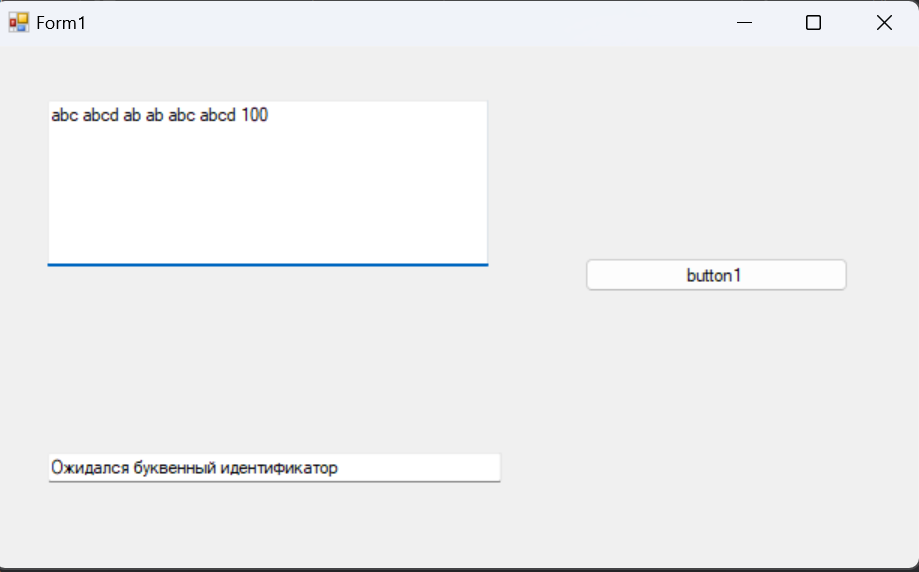 Form1
abc abcd ab ab abc abcd 100
button1
Ожидался буквенный идентификатор